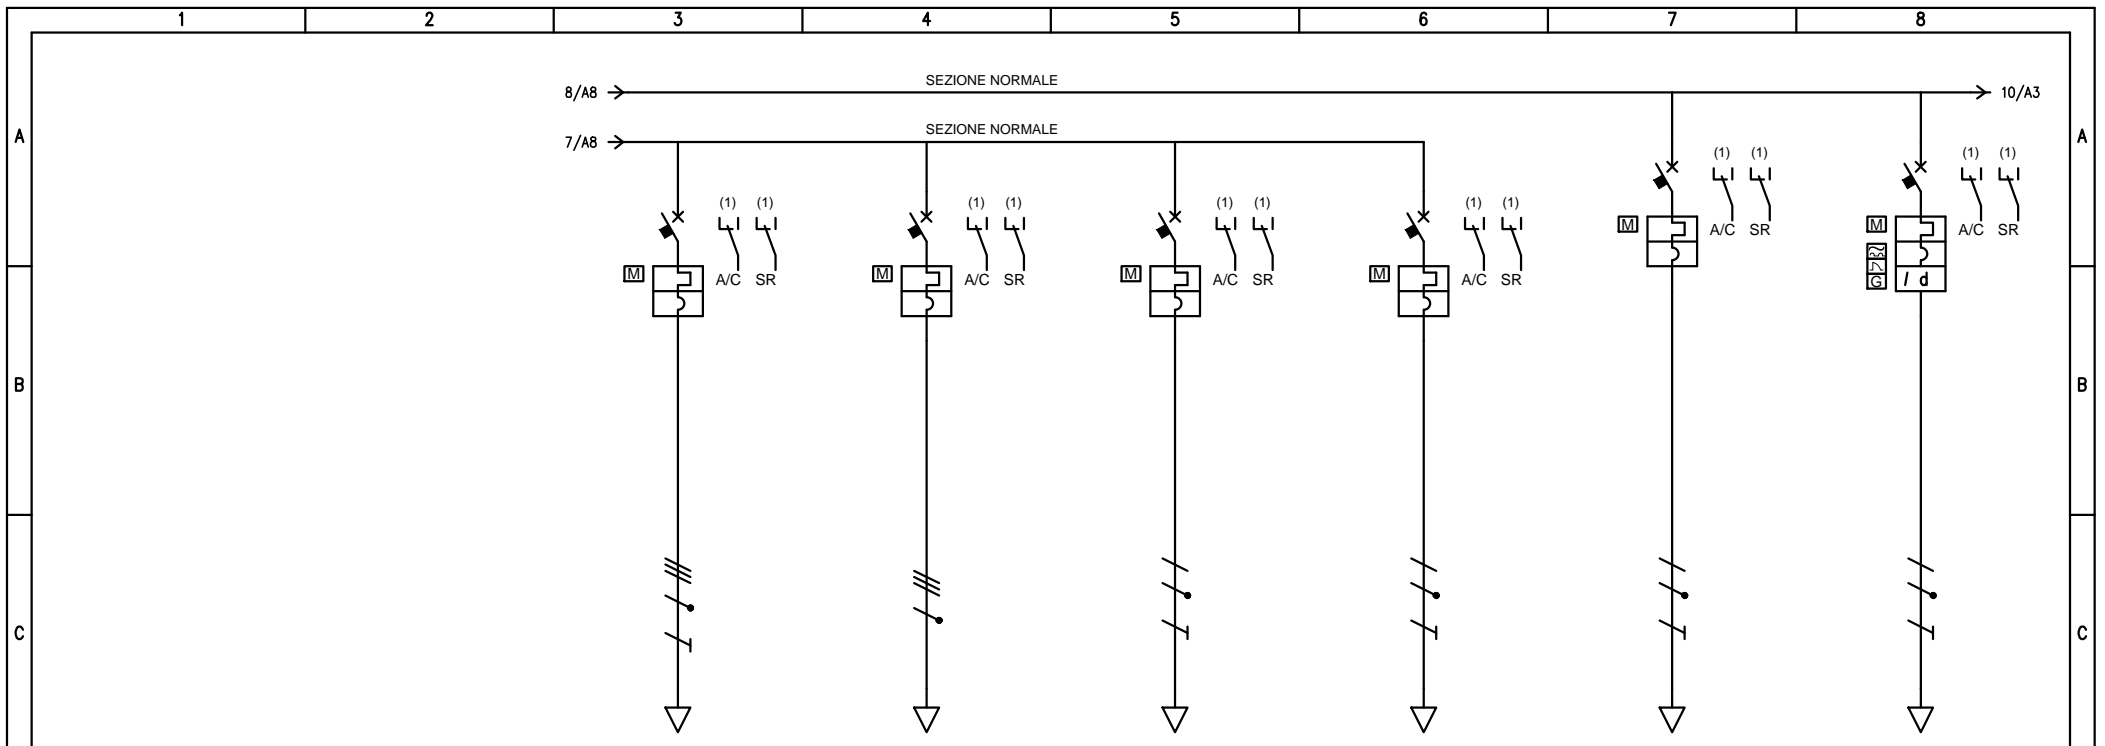 1 2 3 4 5 6 7 8
SEZIONE NORMALE
8/A8 10/A3
SEZIONE NORMALE
A A
7/A8
(1) (1) (1) (1)
(1) (1) (1) (1) (1) (1) (1) (1)
M A/C SR M A/C SR
M A/C SR M A/C SR M A/C SR M A/C SR
G I d
B B
C C